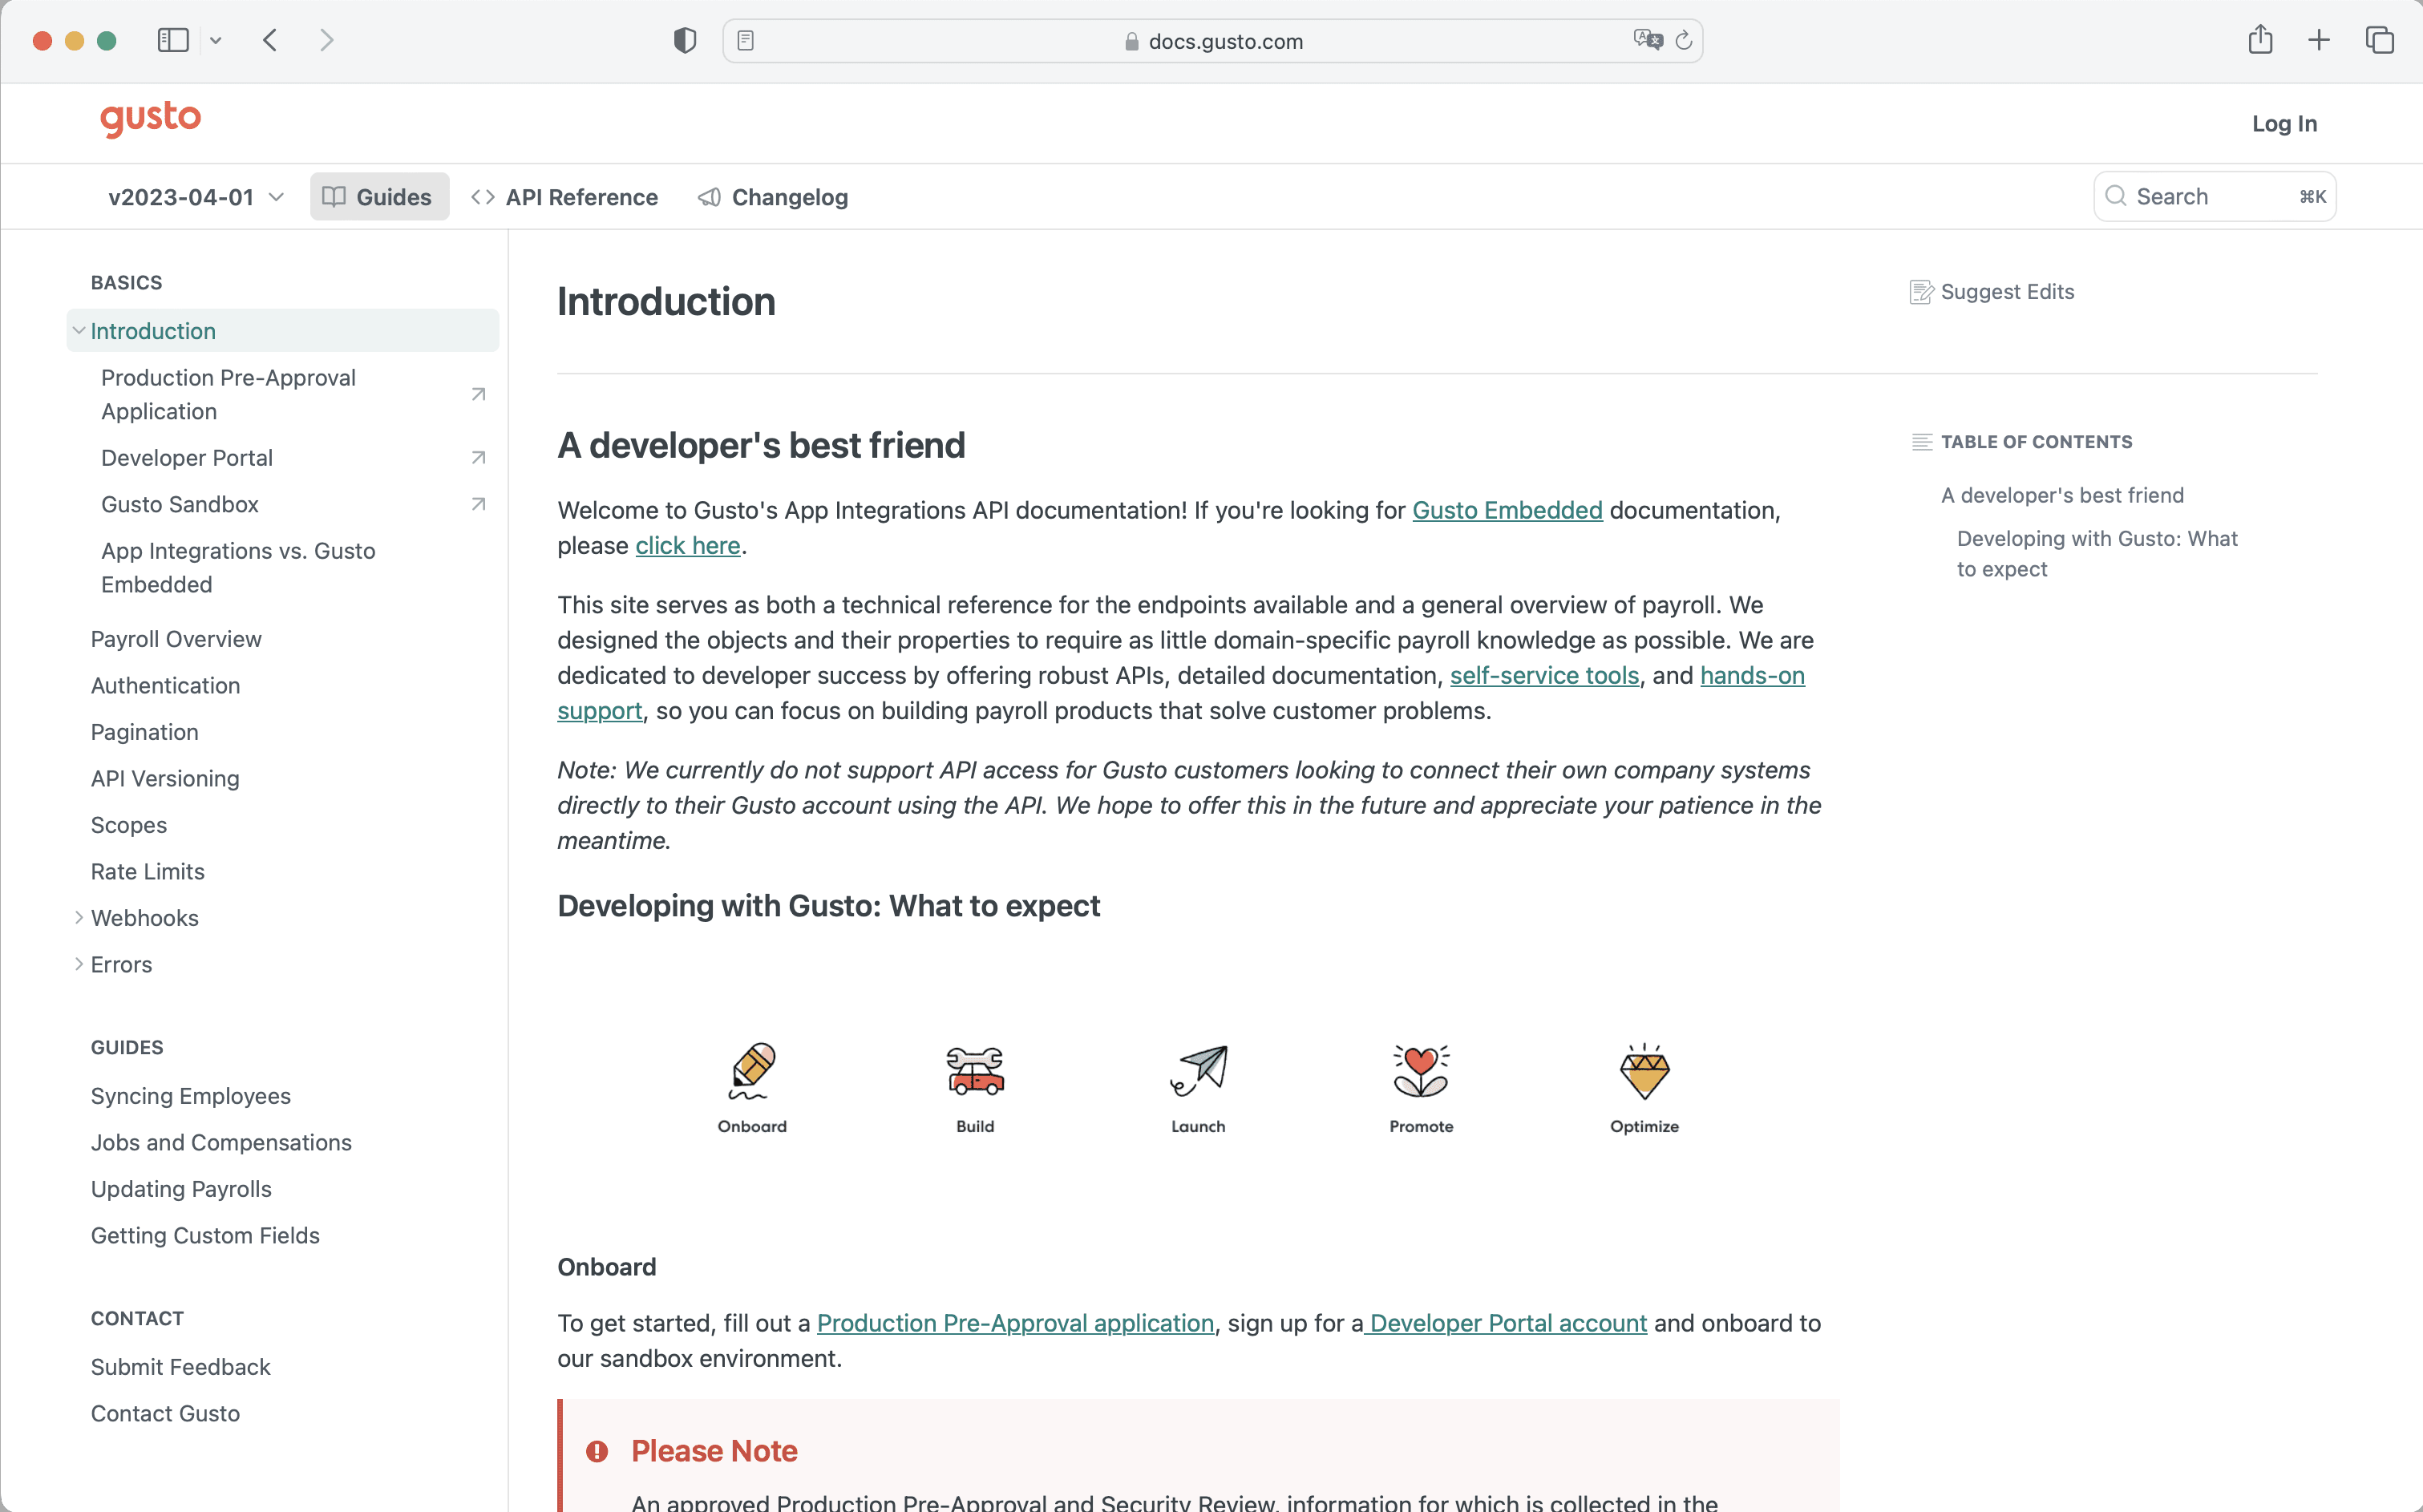 docs.gusto.com
gusto
Log In
v2023-04-01
Guides
API Reference
Changelog
Search
⌘K
BASICS
Introduction
Production Pre-Approval
Application
Developer Portal
Gusto Sandbox
App Integrations vs. Gusto
Embedded
Payroll Overview
Authentication
Pagination
API Versioning
Scopes
Rate Limits
Webhooks
Errors
GUIDES
Syncing Employees
Jobs and Compensations
Updating Payrolls
Getting Custom Fields
CONTACT
Submit Feedback
Contact Gusto
Introduction
Suggest Edits
A developer's best friend
Welcome to Gusto's App Integrations API documentation! If you're looking for Gusto Embedded documentation,
please click here.
This site serves as both a technical reference for the endpoints available and a general overview of payroll. We
designed the objects and their properties to require as little domain-specific payroll knowledge as possible. We are
dedicated to developer success by offering robust APIs, detailed documentation, self-service tools, and hands-on
support, so you can focus on building payroll products that solve customer problems.
Note: We currently do not support API access for Gusto customers looking to connect their own company systems
directly to their Gusto account using the API. We hope to offer this in the future and appreciate your patience in the
meantime.
Developing with Gusto: What to expect
Onboard
Build
Launch
Promote
Optimize
Onboard
To get started, fill out a Production Pre-Approval application, sign up for a Developer Portal account and onboard to
our sandbox environment.
Please Note
An approved Production Pre-Approval and Security Review, information for which is collected in the
TABLE OF CONTENTS
A developer's best friend
Developing with Gusto: What
to expect